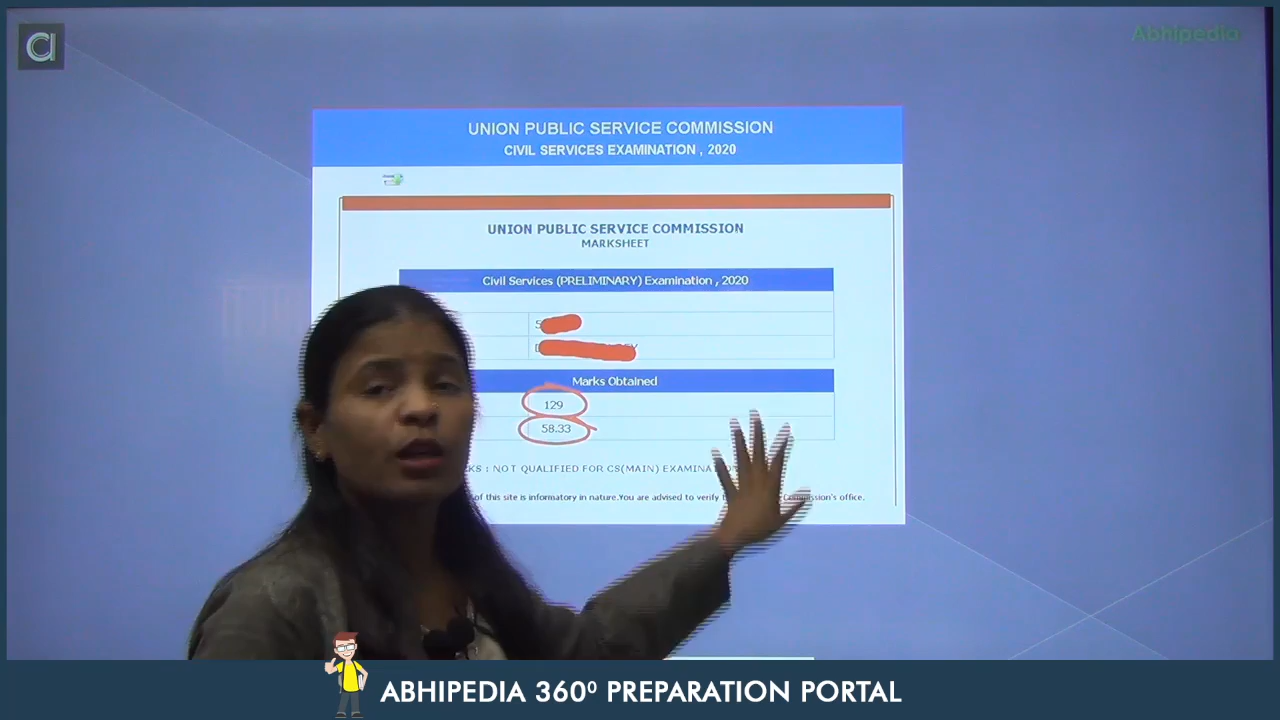 Abhipedia
UNION PUBLIC SERVICE COMMISSION
CIVIL SERVICES EXAMINATION , 2020
UNION PUBLIC SERVICE COMMISSION
MARKSHEET
Civil Services (PRELIMINARY) Examination , 2020
Marks Obtained
129
58.33
: NOT QUALIFIED FOR CS(MAIN)
of this site is informatory in nature.You are advised to verify Commission's office.
ABHIPEDIA 360⁰ PREPARATION PORTAL